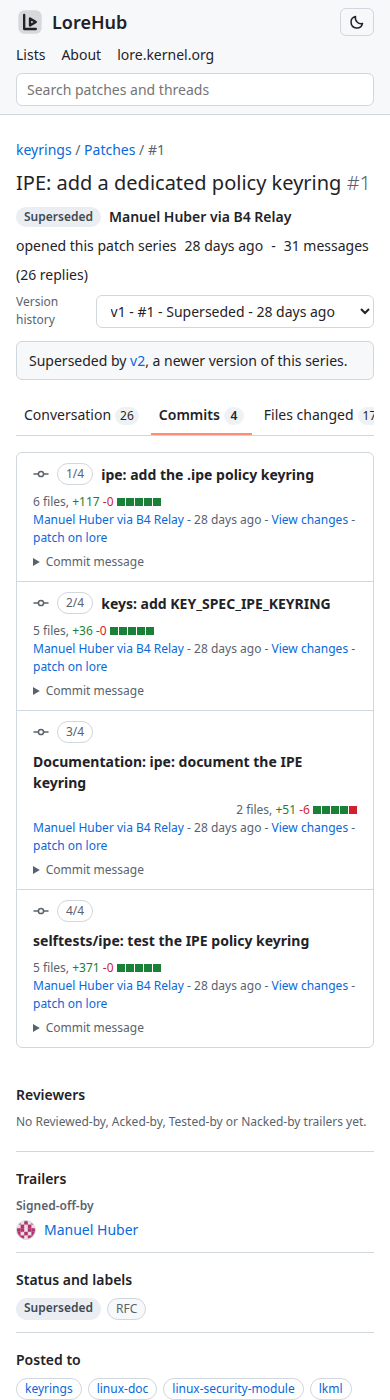 LoreHub
Lists About lore.kernel.org
Search patches and threads
keyrings / Patches / #1
IPE: add a dedicated policy keyring #1
Superseded Manuel Huber via B4 Relay
opened this patch series 28 days ago - 31 messages
(26 replies)
Version
history
v1 - #1 - Superseded - 28 days ago
Superseded by v2, a newer version of this series.
Conversation 26 Commits 4 Files changed 17
1/4 ipe: add the .ipe policy keyring
6 files, +117 -0
Manuel Huber via B4 Relay - 28 days ago - View changes -
patch on lore
Commit message
2/4 keys: add KEY_SPEC_IPE_KEYRING
5 files, +36 -0
Manuel Huber via B4 Relay - 28 days ago - View changes -
patch on lore
Commit message
3/4
Documentation: ipe: document the IPE
keyring
2 files, +51 -6
Manuel Huber via B4 Relay - 28 days ago - View changes -
patch on lore
Commit message
4/4
selftests/ipe: test the IPE policy keyring
5 files, +371 -0
Manuel Huber via B4 Relay - 28 days ago - View changes -
patch on lore
Commit message
Reviewers
No Reviewed-by, Acked-by, Tested-by or Nacked-by trailers yet.
Trailers
Signed-off-by
Manuel Huber
Status and labels
Superseded RFC
Posted to
keyrings linux-doc linux-security-module lkml